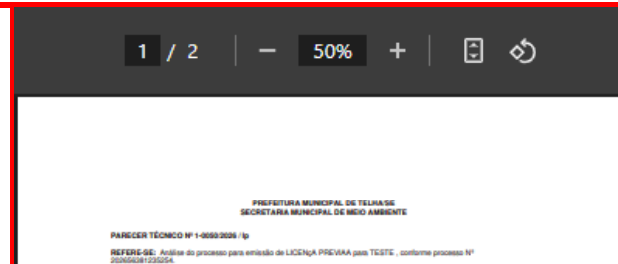 1 / 2 50%
PREFEITURA MUNICIPAL DE TELHA/SE
SECRETARIA MUNICIPAL DE MEIO AMBIENTE
PARECER TÉCNICO Nº 1-0050/2026 / lp
REFERE-SE: Análise do processo para emissão de LICENçA PREVIAA para TESTE , conforme processo Nº
202656381235254.